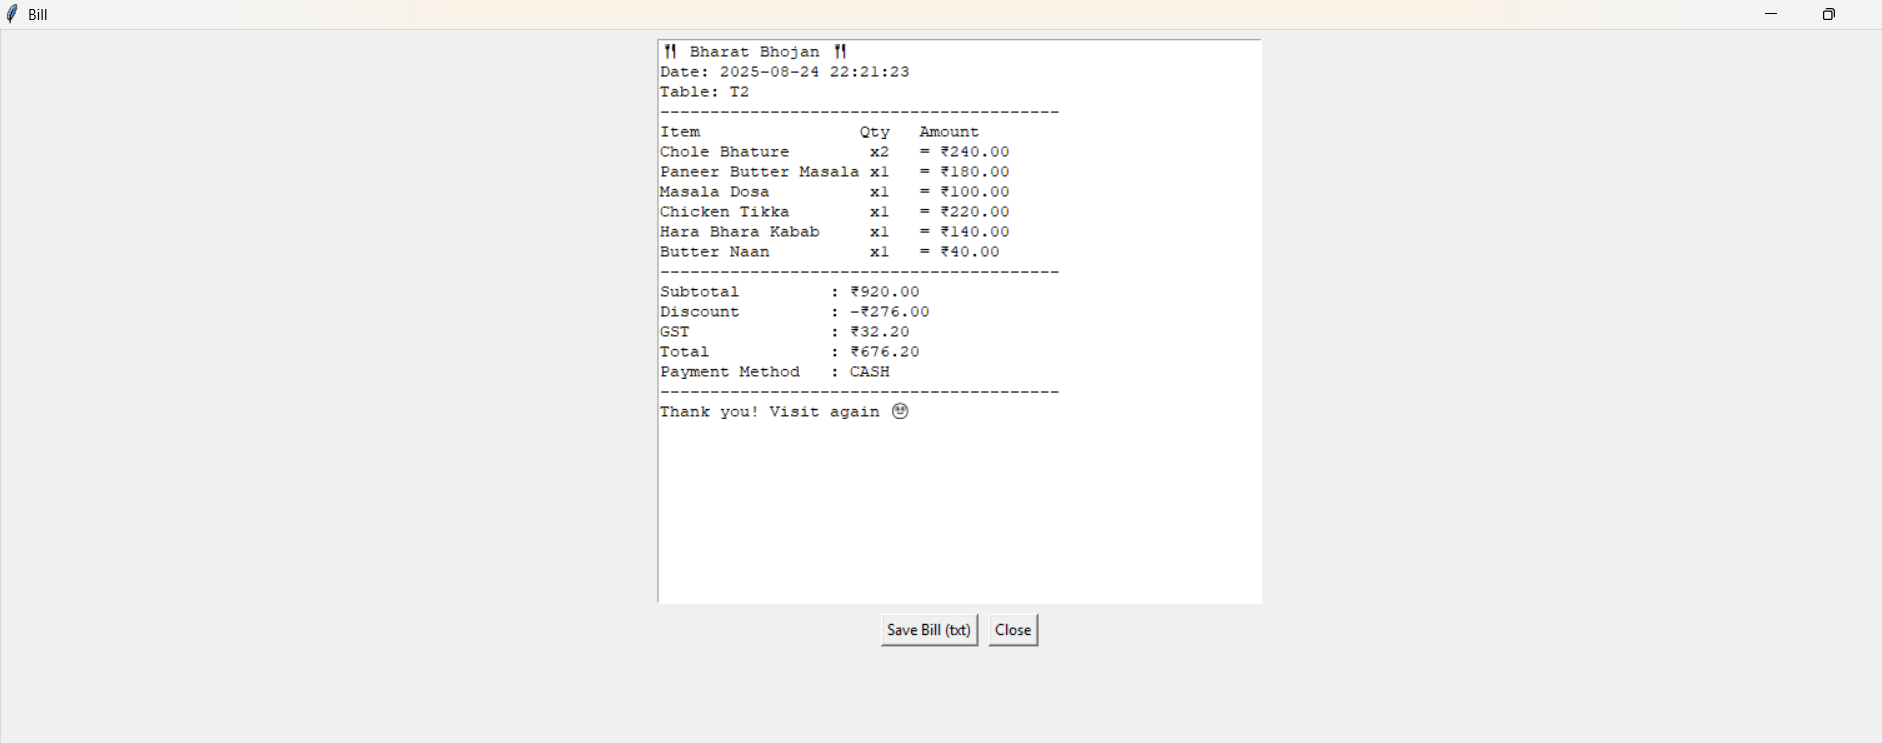 Bill
🍴 Bharat Bhojan 🍴
Date: 2025-08-24 22:21:23
Table: T2
----------------------------------------
Item                Qty   Amount
Chole Bhature        x2   = ₹240.00
Paneer Butter Masala x1   = ₹180.00
Masala Dosa          x1   = ₹100.00
Chicken Tikka        x1   = ₹220.00
Hara Bhara Kabab     x1   = ₹140.00
Butter Naan          x1   = ₹40.00
----------------------------------------
Subtotal         : ₹920.00
Discount         : -₹276.00
GST              : ₹32.20
Total            : ₹676.20
Payment Method   : CASH
----------------------------------------
Thank you! Visit again 😇
Save Bill (txt) Close